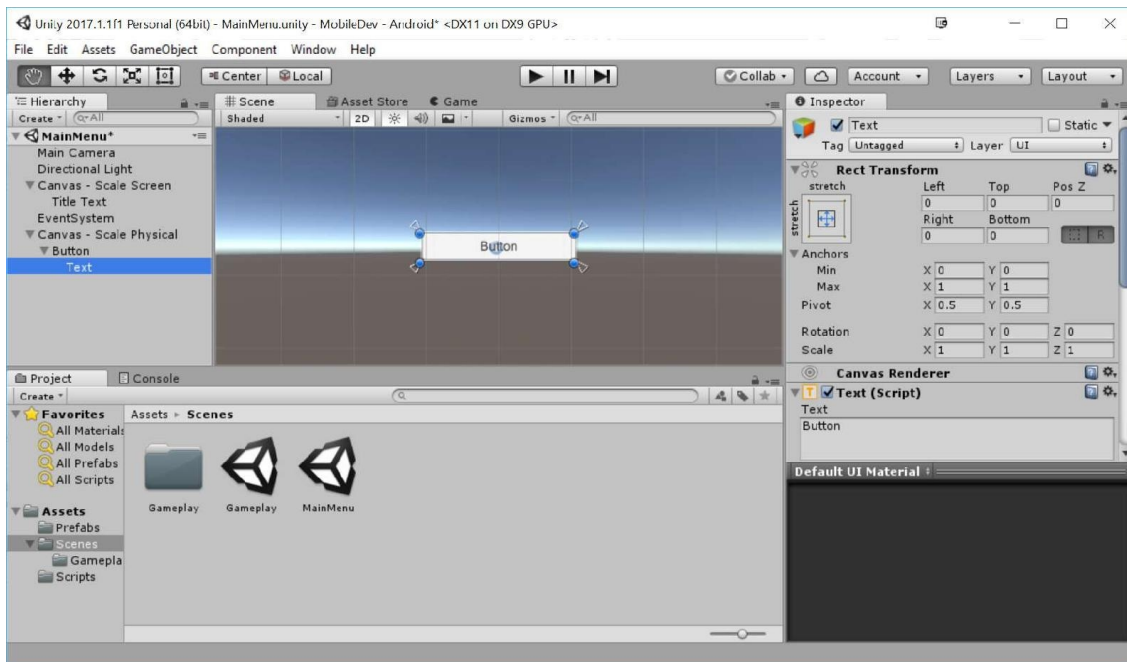 Unity 2017.1.1f1 Personal (64bit) - MainMenu.unity - MobileDev - Android* <DX11 on DX9 GPU>
File Edit Assets GameObject Component Window Help
Center Local Collab Account Layers Layout
Hierarchy
Create All
MainMenu*
Main Camera
Directional Light
Canvas - Scale Screen
Title Text
EventSystem
Canvas - Scale Physical
Button
Text
Scene Asset Store Game
Shaded 2D Gizmos All
Button
Inspector
Text Static
Tag Untagged Layer UI
Rect Transform
stretch Left Top Pos Z
stretch 0 0 0
Right Bottom
0 0 R
Anchors
Min X 0 Y 0
Max X 1 Y 1
Pivot X 0.5 Y 0.5
Rotation X 0 Y 0 Z 0
Scale X 1 Y 1 Z 1
Canvas Renderer
T Text (Script)
Text
Button
Default UI Material
Project Console
Create
Favorites
All Materials
All Models
All Prefabs
All Scripts
Assets
Prefabs
Scenes
Gamepla
Scripts
Assets Scenes
Gameplay Gameplay MainMenu